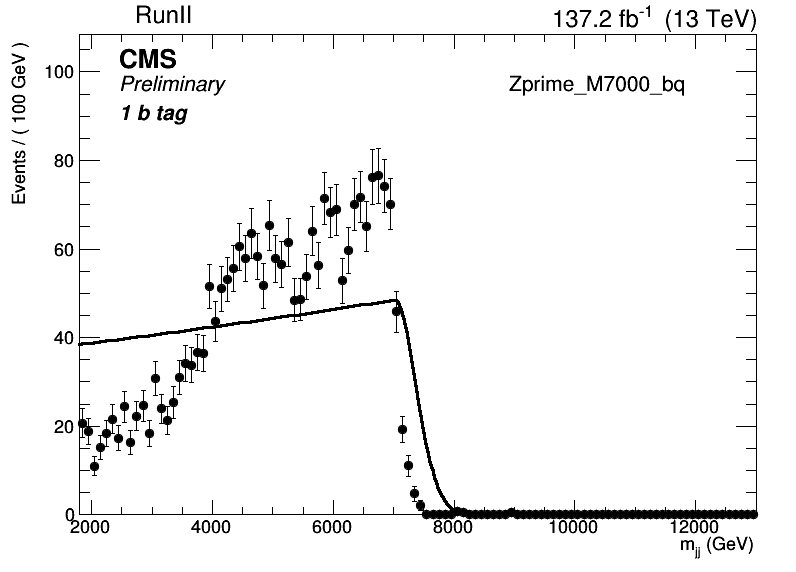 RunII
137.2 fb-1 (13 TeV)
CMS
Preliminary
1 b tag
Zprime_M7000_bq
Events / ( 100 GeV )
100
80
60
40
20
0
2000 4000 6000 8000 10000 12000
mjj (GeV)